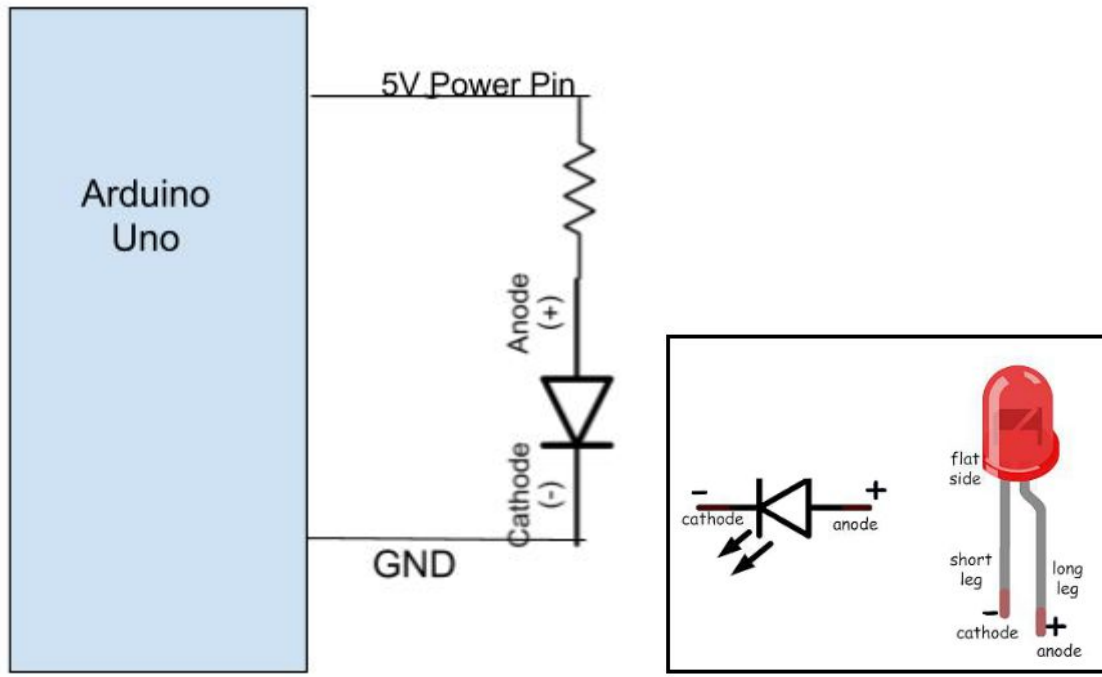 5V Power Pin
Arduino
Uno
Anode
(+)
Cathode
(-)
GND
-
cathode
+
anode
flat
side
short
leg
long
leg
-
cathode
+
anode